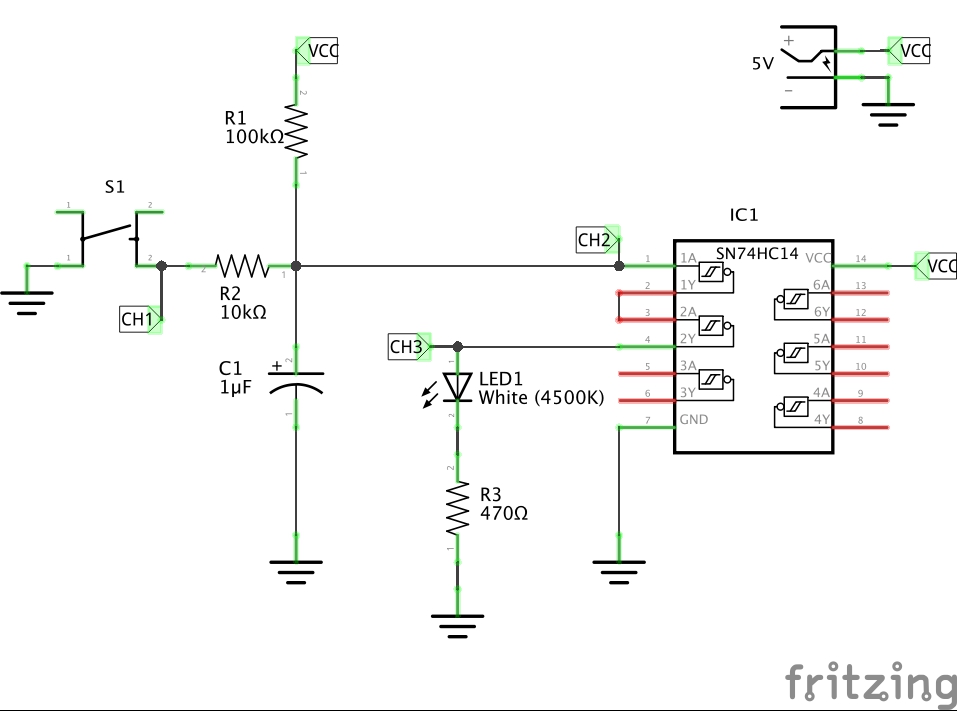 VCC
R1
100kΩ
2
1
5V
+
-
VCC
S1
1
2
1
2
R2
10kΩ
2
1
CH1
C1
1µF
+
2
1
CH3
LED1
White (4500K)
1
2
R3
470Ω
2
1
CH2
IC1
SN74HC14
1 1A
2 1Y
3 2A
4 2Y
5 3A
6 3Y
7 GND
VCC 14
6A 13
6Y 12
5A 11
5Y 10
4A 9
4Y 8
VCC
fritzing